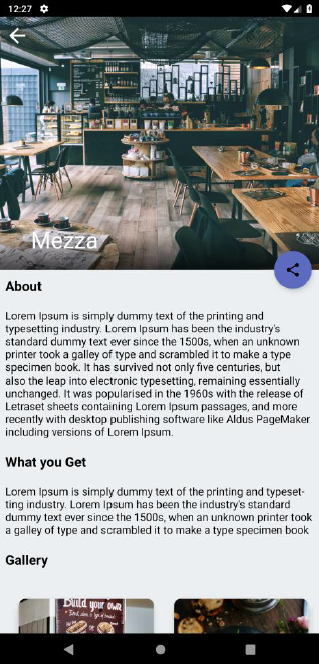 12:27
Mezza
About
Lorem Ipsum is simply dummy text of the printing and
typesetting industry. Lorem Ipsum has been the industry's
standard dummy text ever since the 1500s, when an unknown
printer took a galley of type and scrambled it to make a type
specimen book. It has survived not only five centuries, but
also the leap into electronic typesetting, remaining essentially
unchanged. It was popularised in the 1960s with the release of
Letraset sheets containing Lorem Ipsum passages, and more
recently with desktop publishing software like Aldus PageMaker
including versions of Lorem Ipsum.
What you Get
Lorem Ipsum is simply dummy text of the printing and typeset-
ting industry. Lorem Ipsum has been the industry's standard
dummy text ever since the 1500s, when an unknown printer took
a galley of type and scrambled it to make a type specimen book
Gallery
Build your own